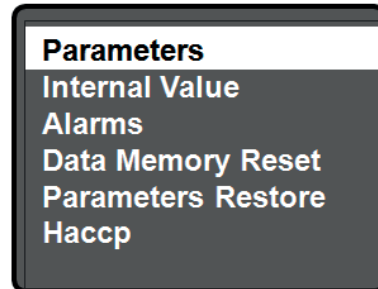 Parameters
Internal Value
Alarms
Data Memory Reset
Parameters Restore
Haccp